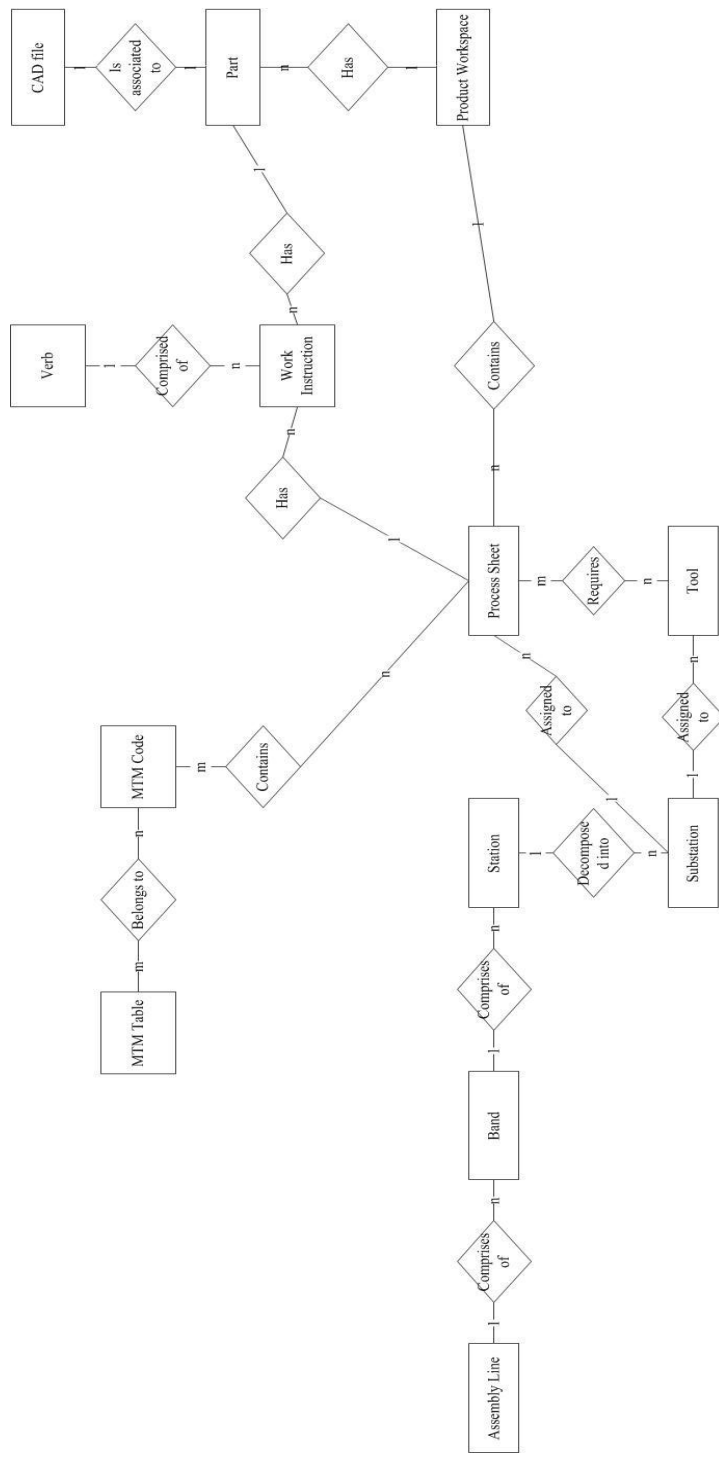 Verb
CAD file
1
1
Is
associated
to
MTM Table
m
Belongs to
n
MTM Code
Comprised
of
1
m
n
Part
Contains
Has
n
Work
Instruction
n
Has
1
n
Has
n
1
1
Product Workspace
Assembly Line
1
Comprises
of
n
Band
1
Comprises
of
n
Station
Process Sheet
n
Contains
1
1
n
m
Decompose
d into
Assigned
to
Requires
n
1
n
Substation
1
Assigned
to
n
Tool